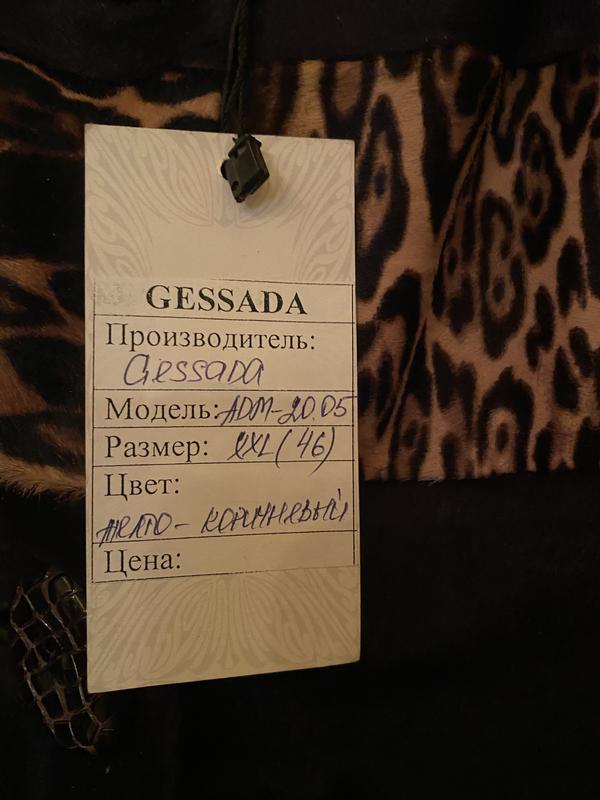 GESSADA
Производитель:
Gessada
Модель: ADM-20.05
Размер: XXL (46)
Цвет:
желто - коричневый
Цена: